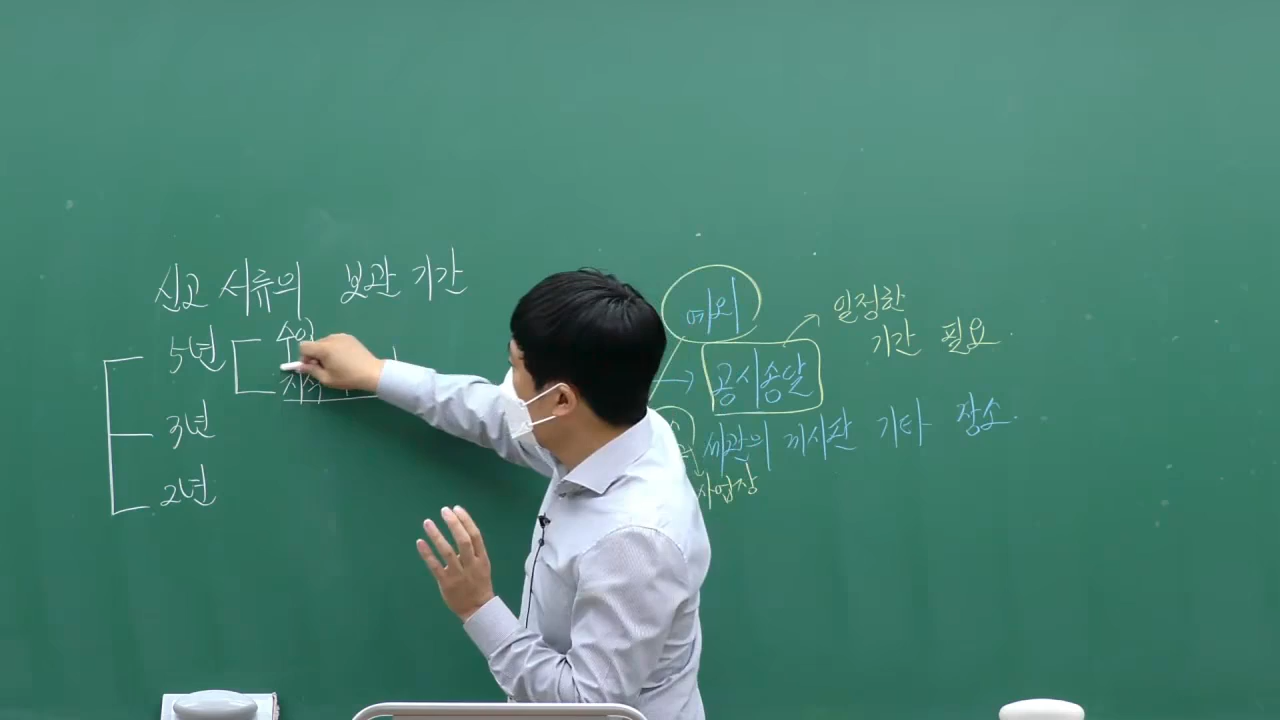 신고 서류의 보관 기간
5년
수입
3년
2년
예외
공시송달
일정한
기간 필요.
세관의 게시판 기타 장소.
사업장